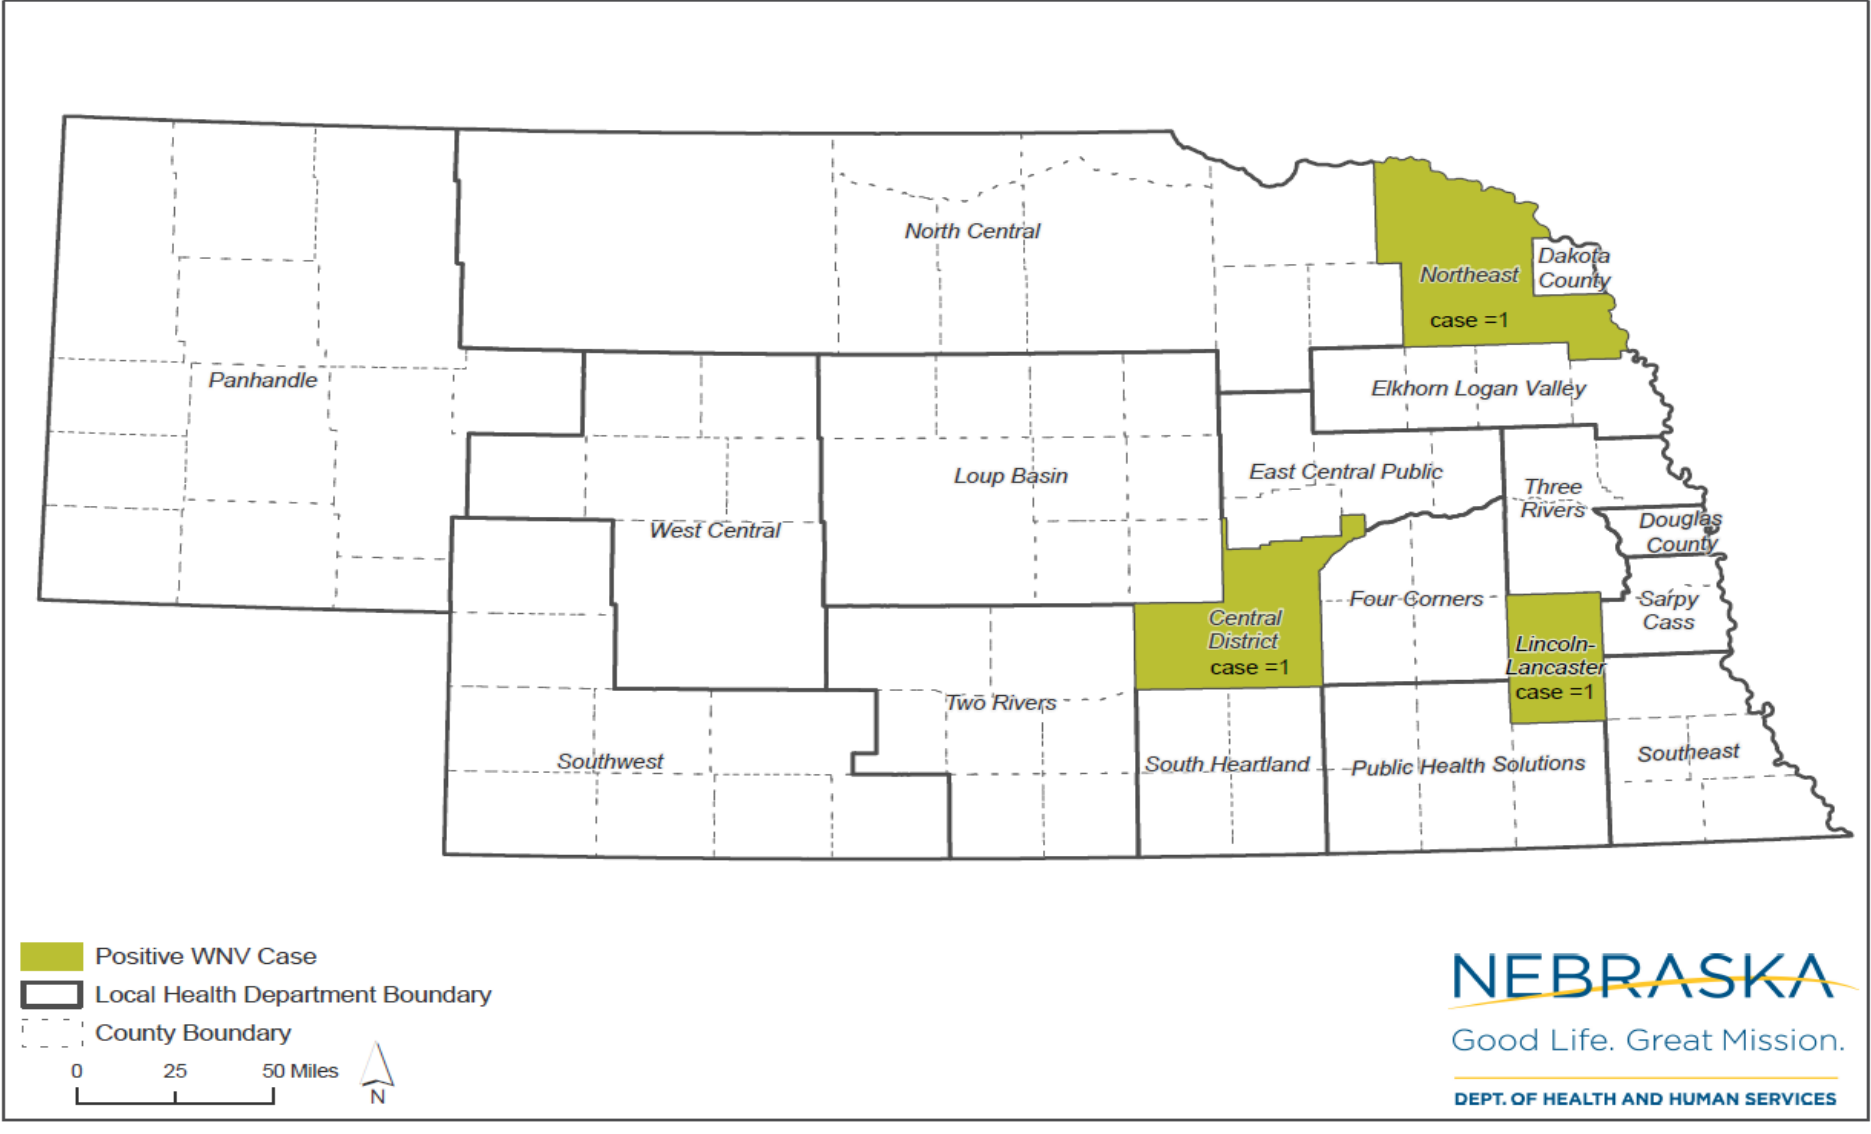 North Central
Northeast
case =1
Dakota
County
Panhandle
Elkhorn Logan Valley
Loup Basin
East Central Public
Three
Rivers
West Central
Douglas
County
Central
District
case =1
Four Corners
Sarpy
Cass
Lincoln-
Lancaster
case =1
Two Rivers
Southwest
South Heartland
Public Health Solutions
Southeast
Positive WNV Case
Local Health Department Boundary
County Boundary
0 25 50 Miles
N
NEBRASKA
Good Life. Great Mission.
DEPT. OF HEALTH AND HUMAN SERVICES